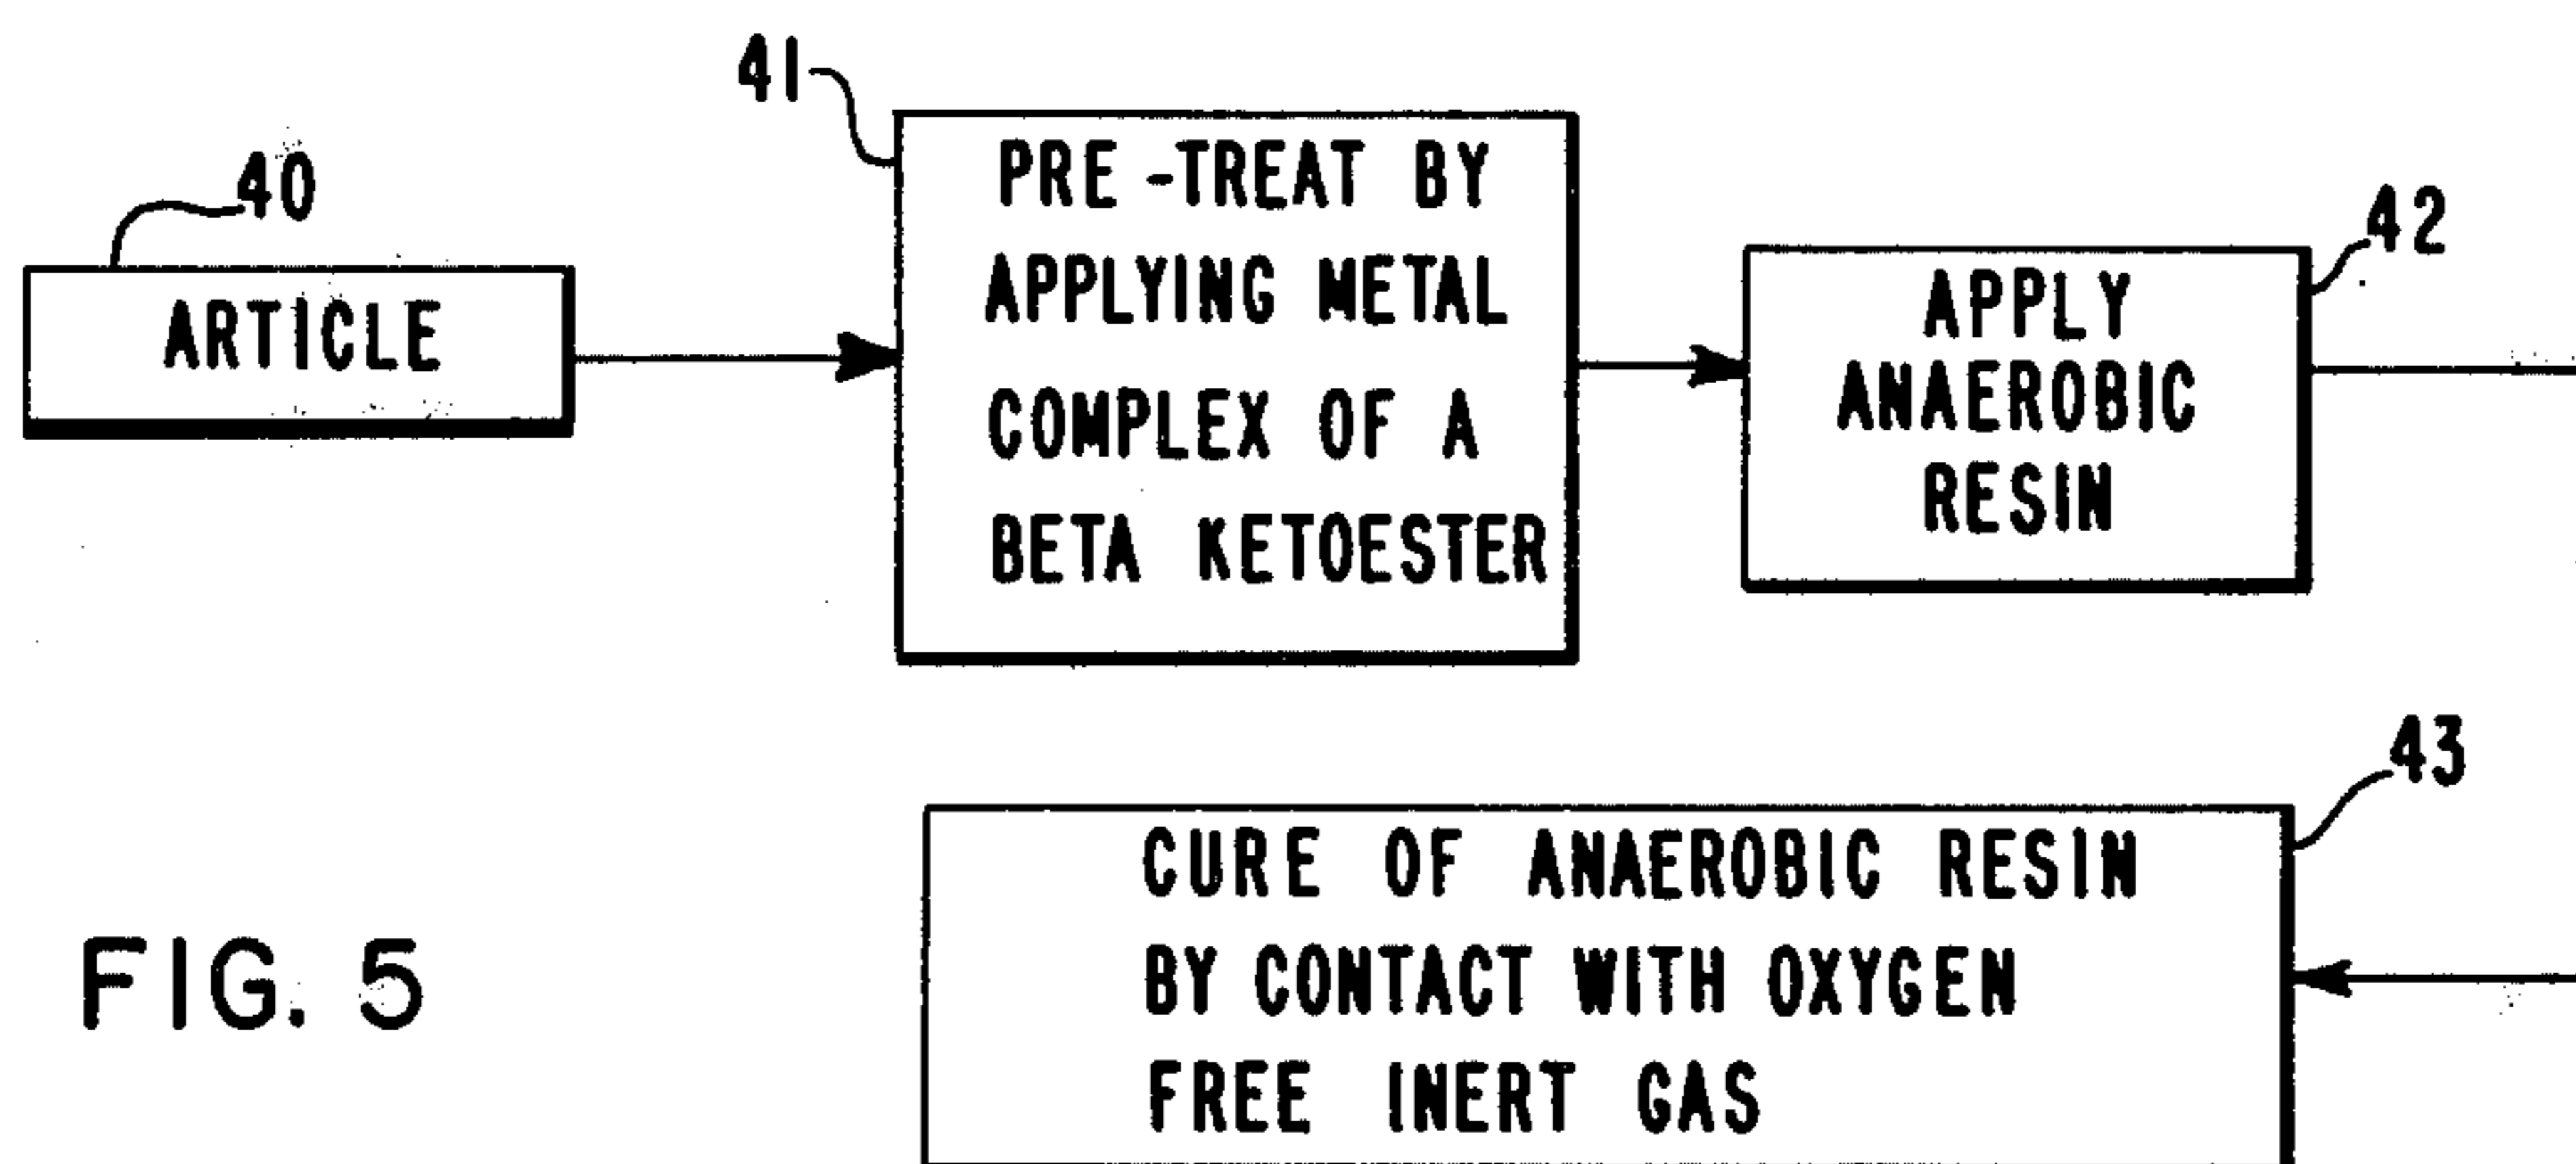 40
ARTICLE
41
PRE-TREAT BY
APPLYING METAL
COMPLEX OF A
BETA KETOESTER
42
APPLY
ANAEROBIC
RESIN
43
CURE OF ANAEROBIC RESIN
BY CONTACT WITH OXYGEN
FREE INERT GAS
FIG. 5